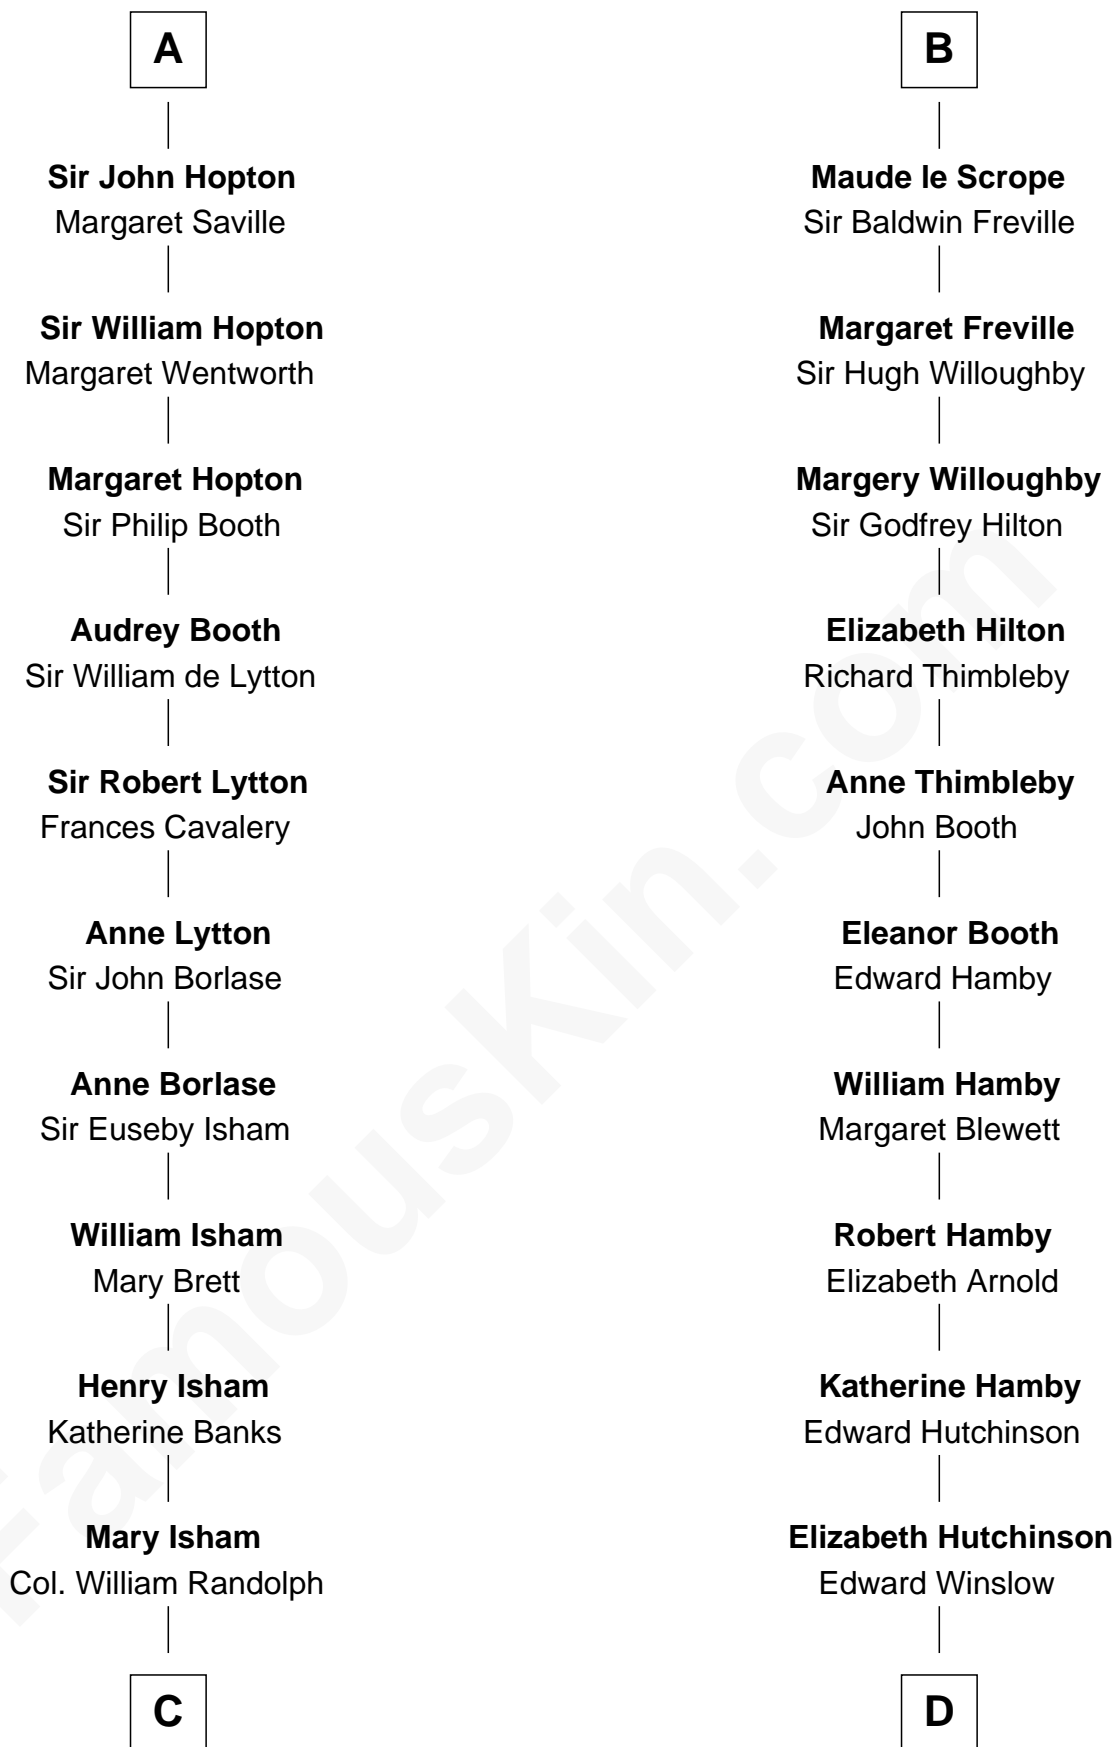 A
Sir John Hopton
Margaret Saville
Sir William Hopton
Margaret Wentworth
Margaret Hopton
Sir Philip Booth
Audrey Booth
Sir William de Lytton
Sir Robert Lytton
Frances Cavalery
Anne Lytton
Sir John Borlase
Anne Borlase
Sir Euseby Isham
William Isham
Mary Brett
Henry Isham
Katherine Banks
Mary Isham
Col. William Randolph
C
B
Maude le Scrope
Sir Baldwin Freville
Margaret Freville
Sir Hugh Willoughby
Margery Willoughby
Sir Godfrey Hilton
Elizabeth Hilton
Richard Thimbleby
Anne Thimbleby
John Booth
Eleanor Booth
Edward Hamby
William Hamby
Margaret Blewett
Robert Hamby
Elizabeth Arnold
Katherine Hamby
Edward Hutchinson
Elizabeth Hutchinson
Edward Winslow
D
FamousKin.com